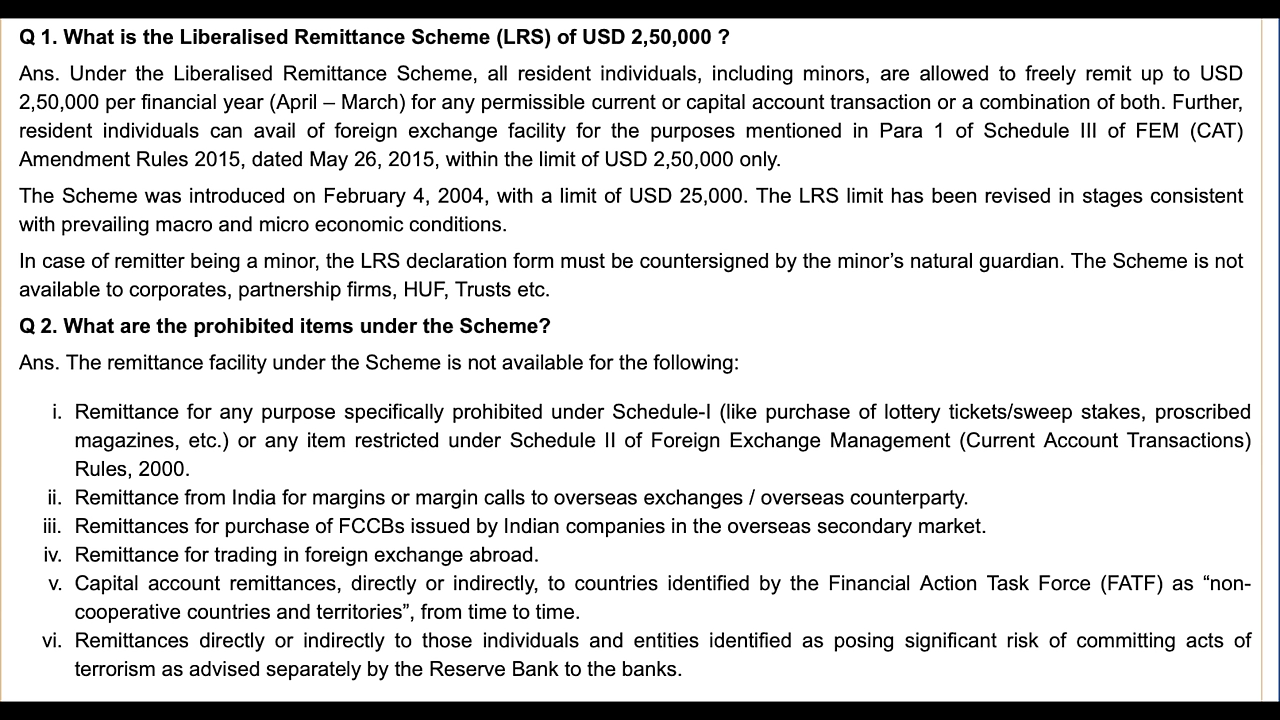 Q 1. What is the Liberalised Remittance Scheme (LRS) of USD 2,50,000 ?
Ans. Under the Liberalised Remittance Scheme, all resident individuals, including minors, are allowed to freely remit up to USD
2,50,000 per financial year (April – March) for any permissible current or capital account transaction or a combination of both. Further,
resident individuals can avail of foreign exchange facility for the purposes mentioned in Para 1 of Schedule III of FEM (CAT)
Amendment Rules 2015, dated May 26, 2015, within the limit of USD 2,50,000 only.
The Scheme was introduced on February 4, 2004, with a limit of USD 25,000. The LRS limit has been revised in stages consistent
with prevailing macro and micro economic conditions.
In case of remitter being a minor, the LRS declaration form must be countersigned by the minor’s natural guardian. The Scheme is not
available to corporates, partnership firms, HUF, Trusts etc.
Q 2. What are the prohibited items under the Scheme?
Ans. The remittance facility under the Scheme is not available for the following:
i. Remittance for any purpose specifically prohibited under Schedule-I (like purchase of lottery tickets/sweep stakes, proscribed
magazines, etc.) or any item restricted under Schedule II of Foreign Exchange Management (Current Account Transactions)
Rules, 2000.
ii. Remittance from India for margins or margin calls to overseas exchanges / overseas counterparty.
iii. Remittances for purchase of FCCBs issued by Indian companies in the overseas secondary market.
iv. Remittance for trading in foreign exchange abroad.
v. Capital account remittances, directly or indirectly, to countries identified by the Financial Action Task Force (FATF) as “non-
cooperative countries and territories”, from time to time.
vi. Remittances directly or indirectly to those individuals and entities identified as posing significant risk of committing acts of
terrorism as advised separately by the Reserve Bank to the banks.